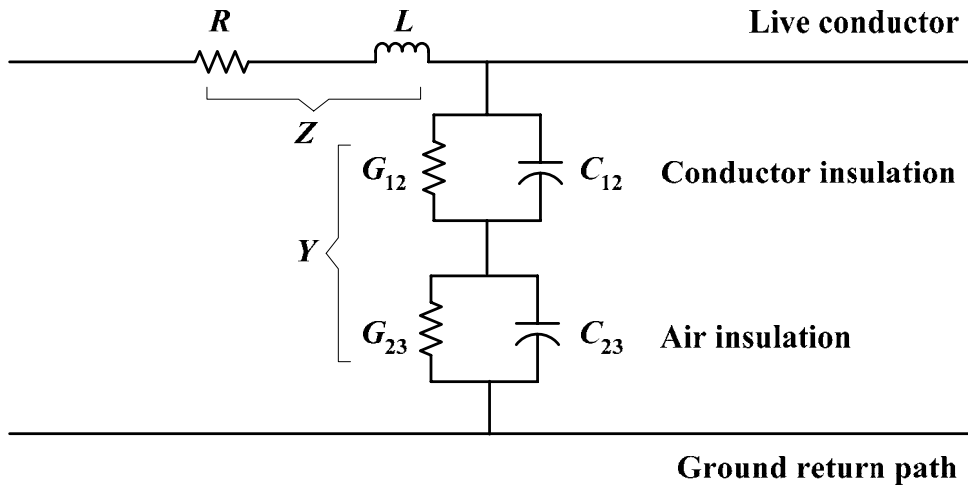 R L Live conductor
Z
G12 C12 Conductor insulation
Y
G23 C23 Air insulation
Ground return path